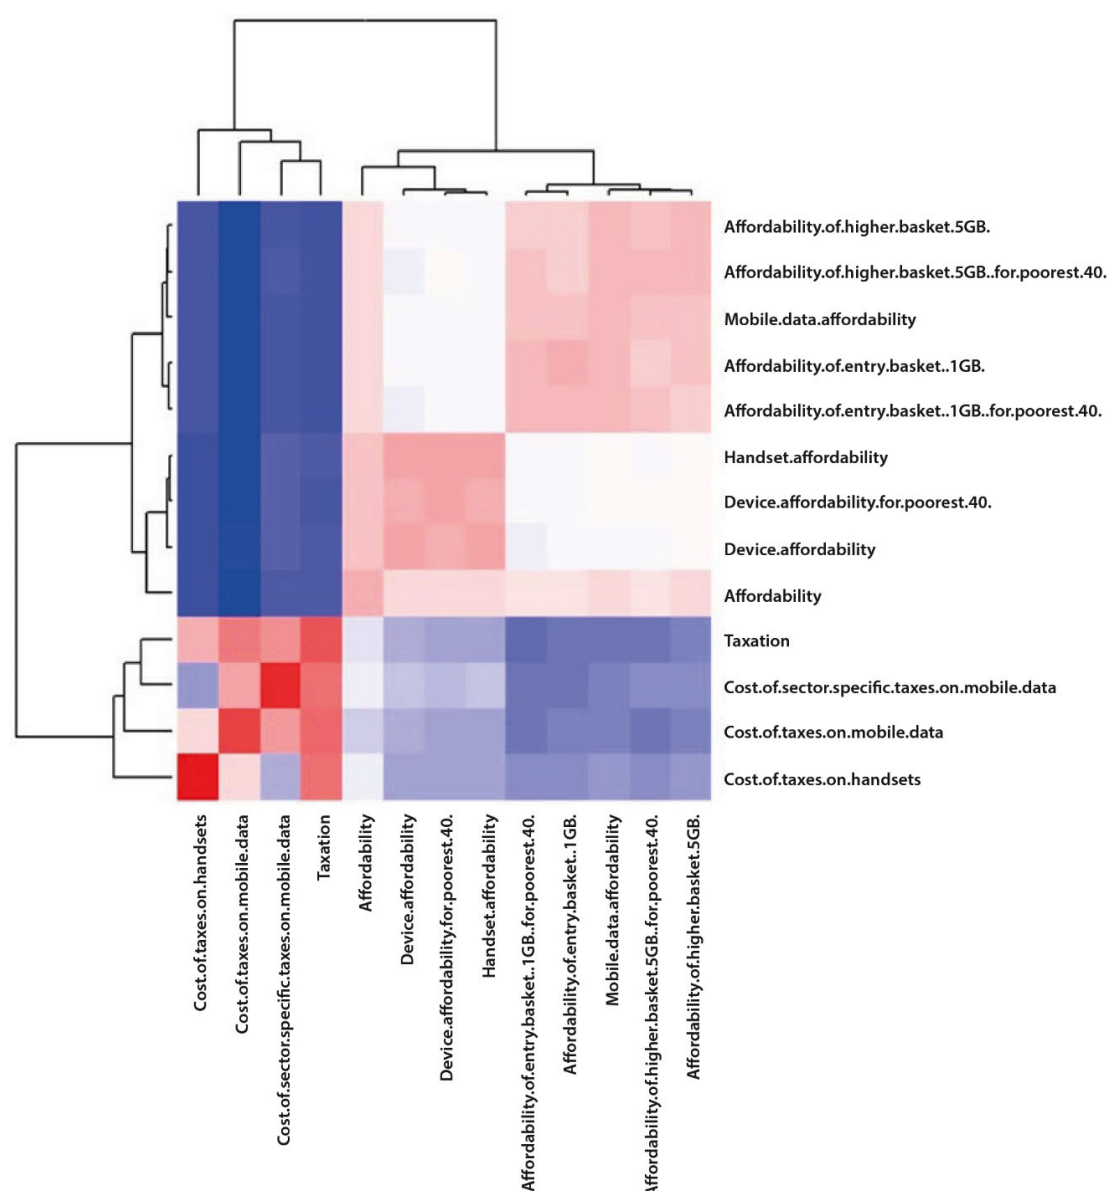 Affordability.of.higher.basket.5GB.
Affordability.of.higher.basket.5GB..for.poorest.40.
Mobile.data.affordability
Affordability.of.entry.basket..1GB.
Affordability.of.entry.basket..1GB..for.poorest.40.
Handset.affordability
Device.affordability.for.poorest.40.
Device.affordability
Affordability
Taxation
Cost.of.sector.specific.taxes.on.mobile.data
Cost.of.taxes.on.mobile.data
Cost.of.taxes.on.handsets
Cost.of.taxes.on.handsets
Cost.of.taxes.on.mobile.data
Cost.of.sector.specific.taxes.on.mobile.data
Taxation
Affordability
Device.affordability
Device.affordability.for.poorest.40.
Handset.affordability
Affordability.of.entry.basket..1GB..for.poorest.40.
Affordability.of.entry.basket..1GB.
Mobile.data.affordability
Affordability.of.higher.basket.5GB..for.poorest.40.
Affordability.of.higher.basket.5GB.